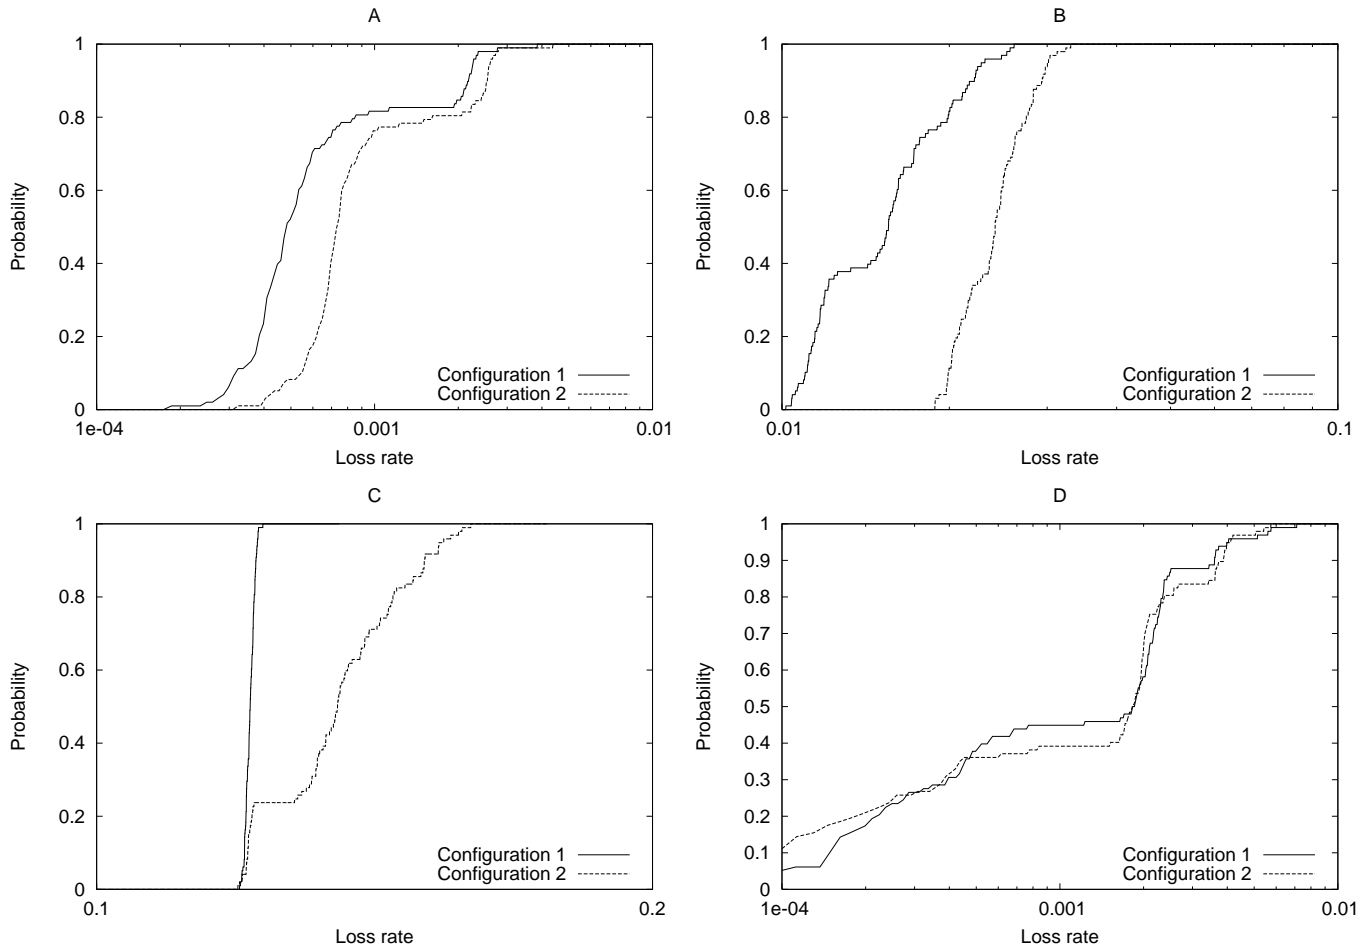 A
Probability
1
0.8
0.6
0.4
0.2
0
1e-04
0.001
0.01
Configuration 1
Configuration 2
Loss rate
B
Probability
1
0.8
0.6
0.4
0.2
0
0.01
0.1
Configuration 1
Configuration 2
Loss rate
C
Probability
1
0.8
0.6
0.4
0.2
0
0.1
0.2
Configuration 1
Configuration 2
Loss rate
D
Probability
1
0.9
0.8
0.7
0.6
0.5
0.4
0.3
0.2
0.1
0
1e-04
0.001
0.01
Configuration 1
Configuration 2
Loss rate